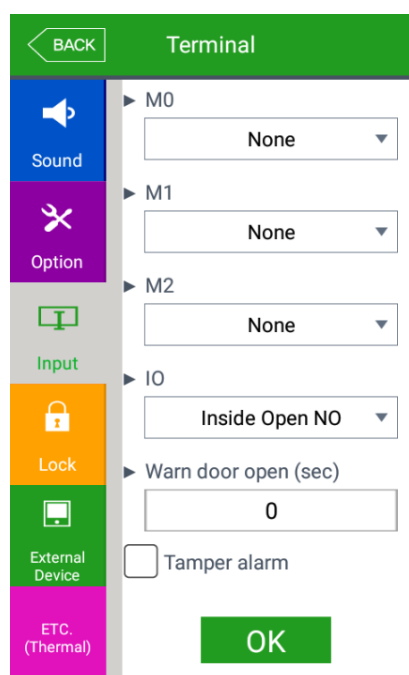 BACK
Terminal
Sound
Option
Input
Lock
External
Device
ETC.
(Thermal)
► M0
None
► M1
None
► M2
None
► IO
Inside Open NO
► Warn door open (sec)
0
Tamper alarm
OK